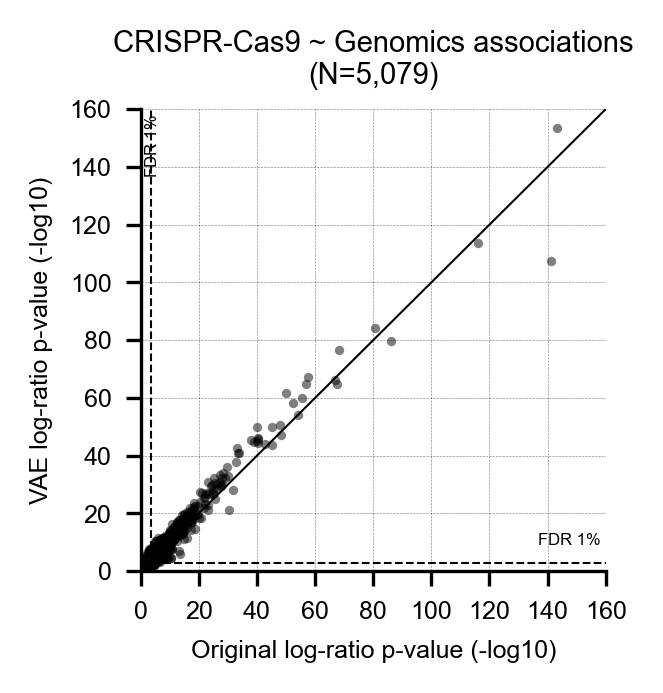 CRISPR-Cas9 ~ Genomics associations
(N=5,079)
160
140
120
100
80
60
40
20
0
VAE log-ratio p-value (-log10)
FDR 1%
FDR 1%
0 20 40 60 80 100 120 140 160
Original log-ratio p-value (-log10)